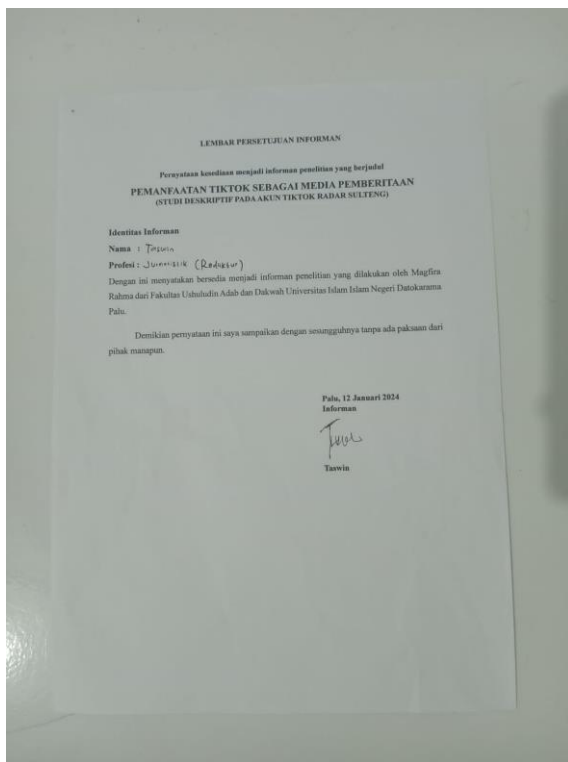 LEMBAR PERSETUJUAN INFORMAN
Pernyataan kesediaan menjadi informan penelitian yang berjudul
PEMANFAATAN TIKTOK SEBAGAI MEDIA PEMBERITAAN
(STUDI DESKRIPTIF PADA AKUN TIKTOK RADAR SULTENG)
Identitas Informan
Nama : Taswin
Profesi : Jurnalistik (Redaktur)
Dengan ini menyatakan bersedia menjadi informan penelitian yang dilakukan oleh Magfira
Rahma dari Fakultas Ushuludin Adab dan Dakwah Universitas Islam Islam Negeri Datokarama
Palu.
Demikian pernyataan ini saya sampaikan dengan sesungguhnya tanpa ada paksaan dari
pihak manapun.
Palu, 12 Januari 2024
Informan
Taswin